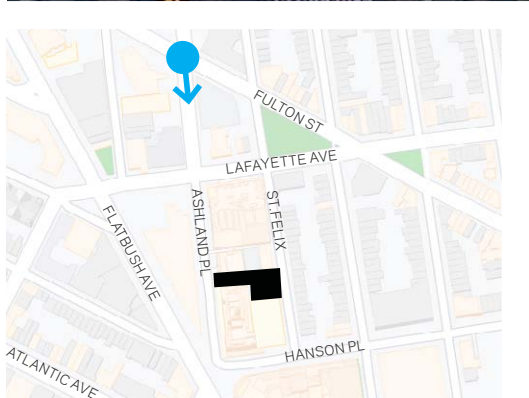 FULTON ST
LAFAYETTE AVE
ASHLAND PL
ST. FELIX
FLATBUSH AVE
HANSON PL
ATLANTIC AVE